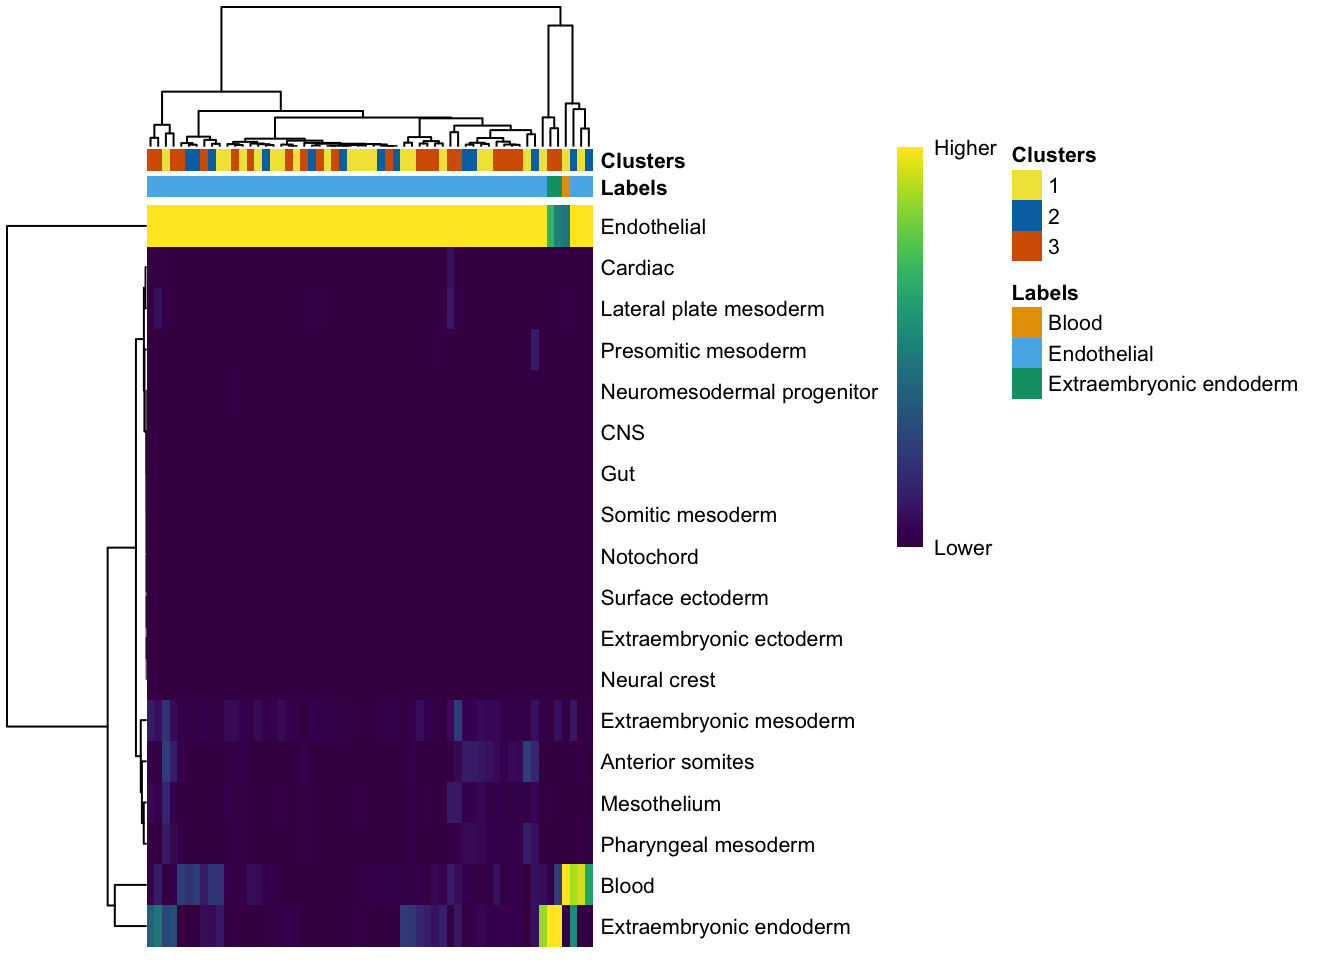 Clusters
Labels
Endothelial
Cardiac
Lateral plate mesoderm
Presomitic mesoderm
Neuromesodermal progenitor
CNS
Gut
Somitic mesoderm
Notochord
Surface ectoderm
Extraembryonic ectoderm
Neural crest
Extraembryonic mesoderm
Anterior somites
Mesothelium
Pharyngeal mesoderm
Blood
Extraembryonic endoderm
Higher
Lower
Clusters
1
2
3
Labels
Blood
Endothelial
Extraembryonic endoderm